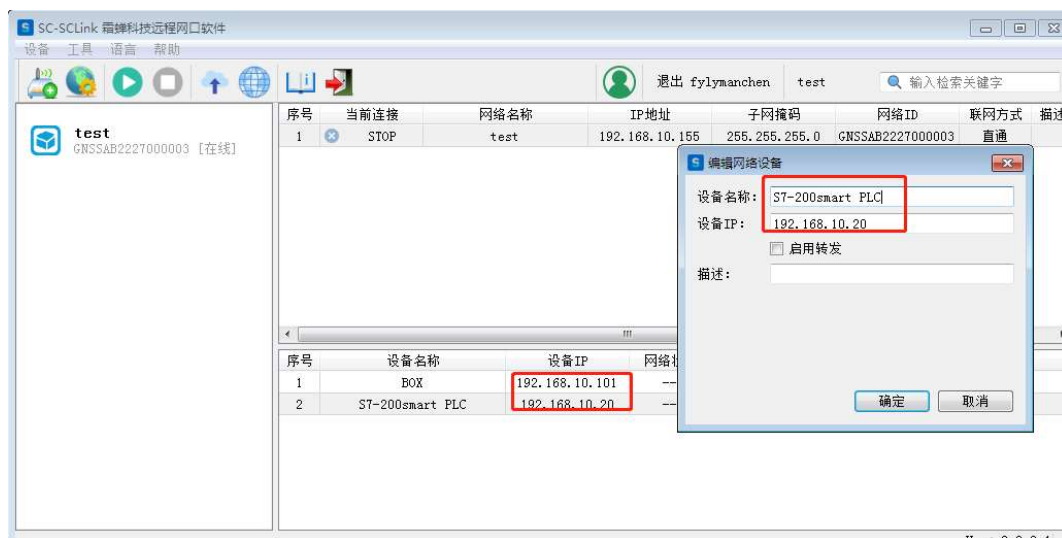 SC-SCLink 霜蝉科技远程网口软件
设备 工具 语言 帮助
退出 fylymanchen test 输入检索关键字
test
GNSSAB2227000003 [在线]
序号 当前连接 网络名称 IP地址 子网掩码 网络ID 联网方式 描述
1 STOP test 192.168.10.155 255.255.255.0 GNSSAB2227000003 直通
编辑网络设备
设备名称: S7-200smart PLC
设备IP: 192.168.10.20
启用转发
描述:
确定 取消
序号 设备名称 设备IP 网络状
1 BOX 192.168.10.101 --
2 S7-200smart PLC 192.168.10.20 --